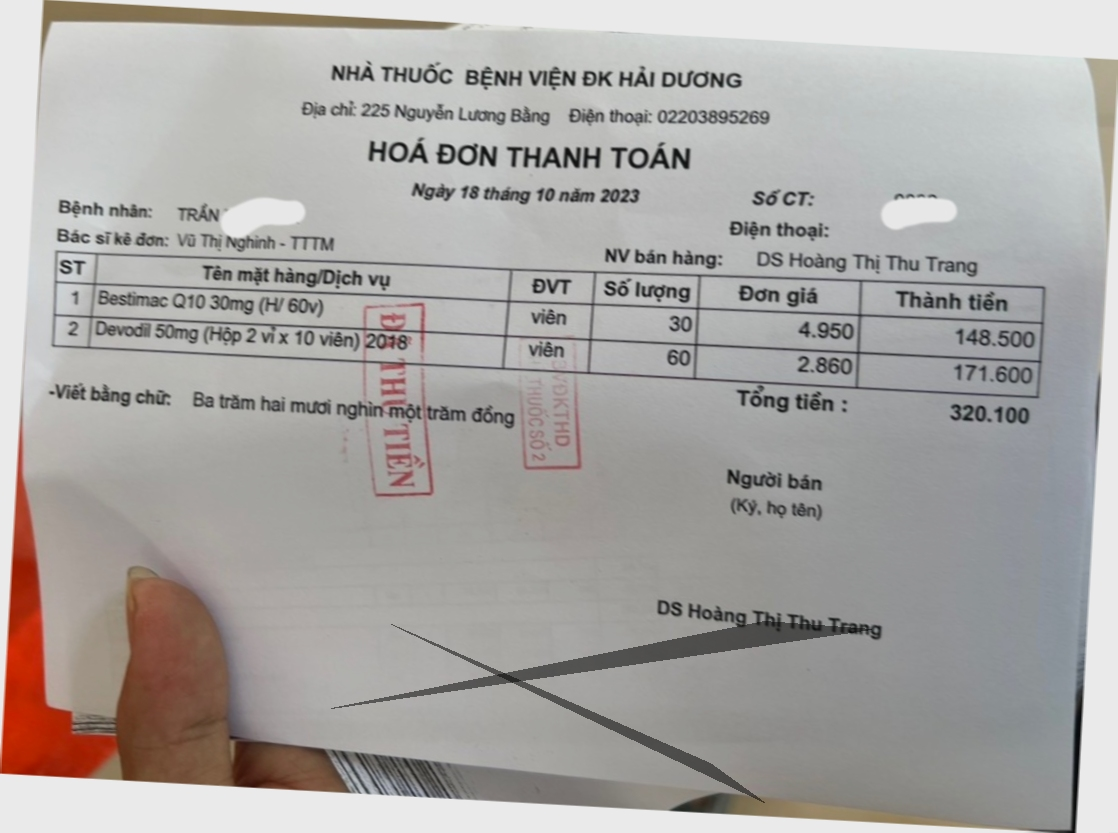 NHÀ THUỐC BỆNH VIỆN ĐK HẢI DƯƠNG
Địa chỉ: 225 Nguyễn Lương Bằng Điện thoại: 02203895269
HOÁ ĐƠN THANH TOÁN
Ngày 18 tháng 10 năm 2023 Số CT:
Bệnh nhân: TRẦN Điện thoại:
Bác sĩ kê đơn: Vũ Thị Nghinh - TTTM NV bán hàng: DS Hoàng Thị Thu Trang
ST Tên mặt hàng/Dịch vụ ĐVT Số lượng Đơn giá Thành tiền
1 Bestimac Q10 30mg (H/ 60v) viên 30 4.950 148.500
2 Devodil 50mg (Hộp 2 vỉ x 10 viên) 2018 viên 60 2.860 171.600
-Viết bằng chữ: Ba trăm hai mươi nghìn một trăm đồng Tổng tiền : 320.100
ĐÃ THU TIỀN
BVĐKTHD
THUỐC SỐ 2
Người bán
(Ký, họ tên)
DS Hoàng Thị Thu Trang